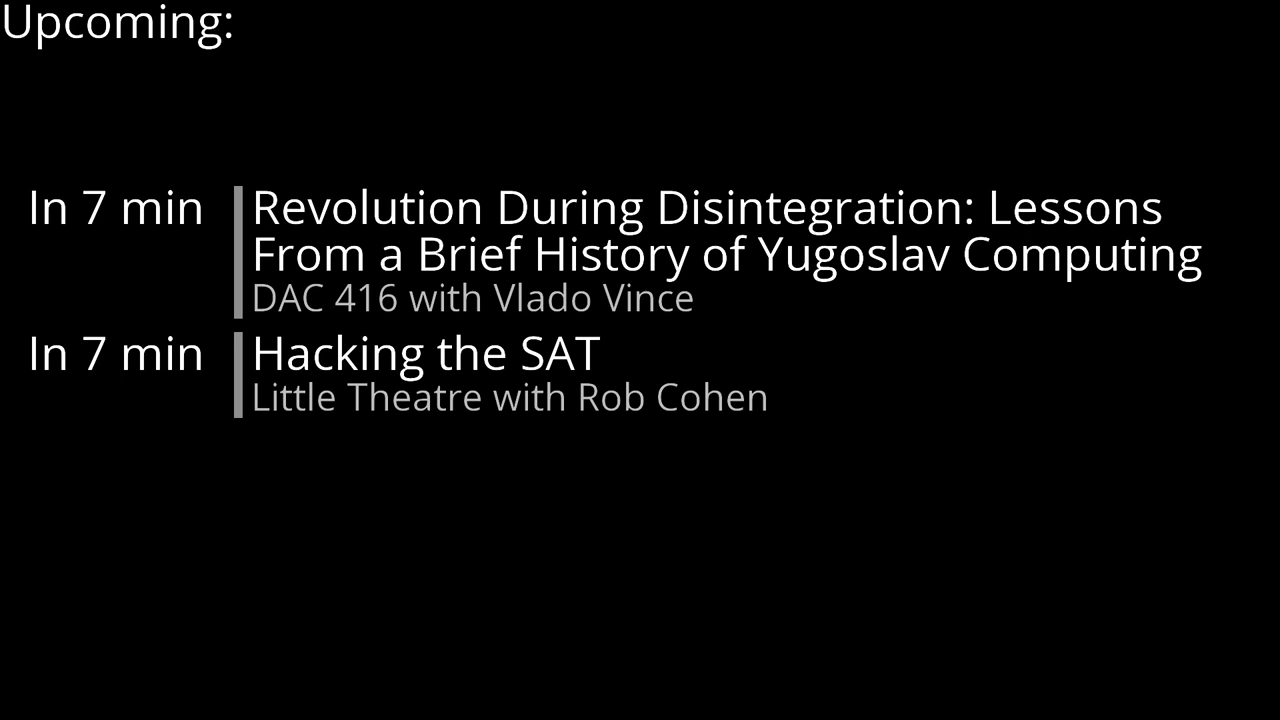 Upcoming:
In 7 min
Revolution During Disintegration: Lessons
From a Brief History of Yugoslav Computing
DAC 416 with Vlado Vince
In 7 min
Hacking the SAT
Little Theatre with Rob Cohen